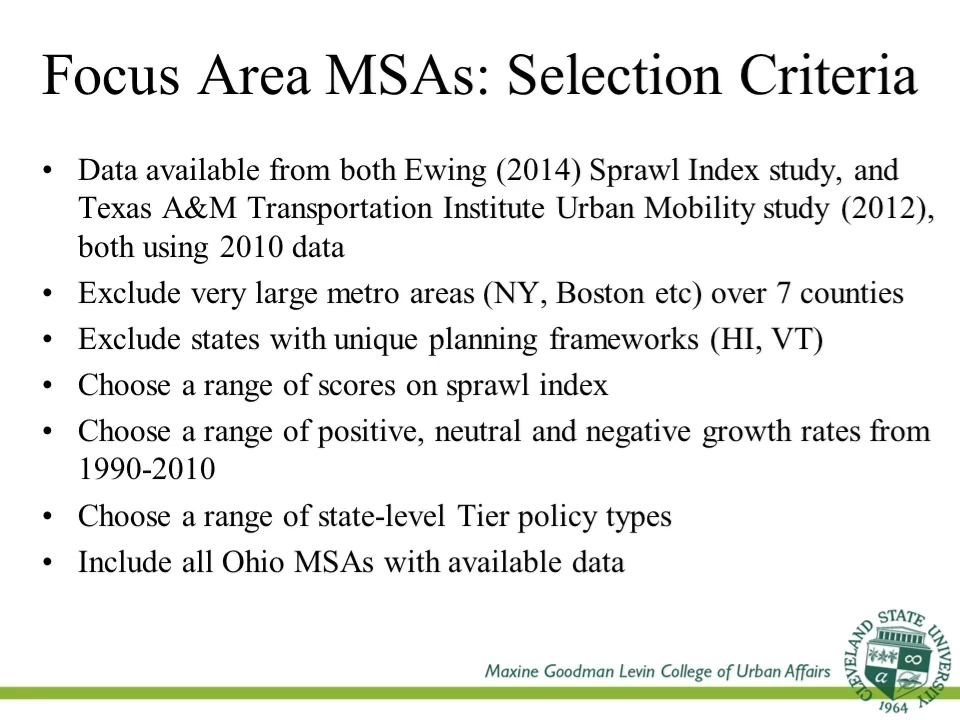 Focus Area MSAs: Selection Criteria
• Data available from both Ewing (2014) Sprawl Index study, and
Texas A&M Transportation Institute Urban Mobility study (2012),
both using 2010 data
• Exclude very large metro areas (NY, Boston etc) over 7 counties
• Exclude states with unique planning frameworks (HI, VT)
• Choose a range of scores on sprawl index
• Choose a range of positive, neutral and negative growth rates from
1990-2010
• Choose a range of state-level Tier policy types
• Include all Ohio MSAs with available data
Maxine Goodman Levin College of Urban Affairs
CLEVELAND STATE UNIVERSITY
1964